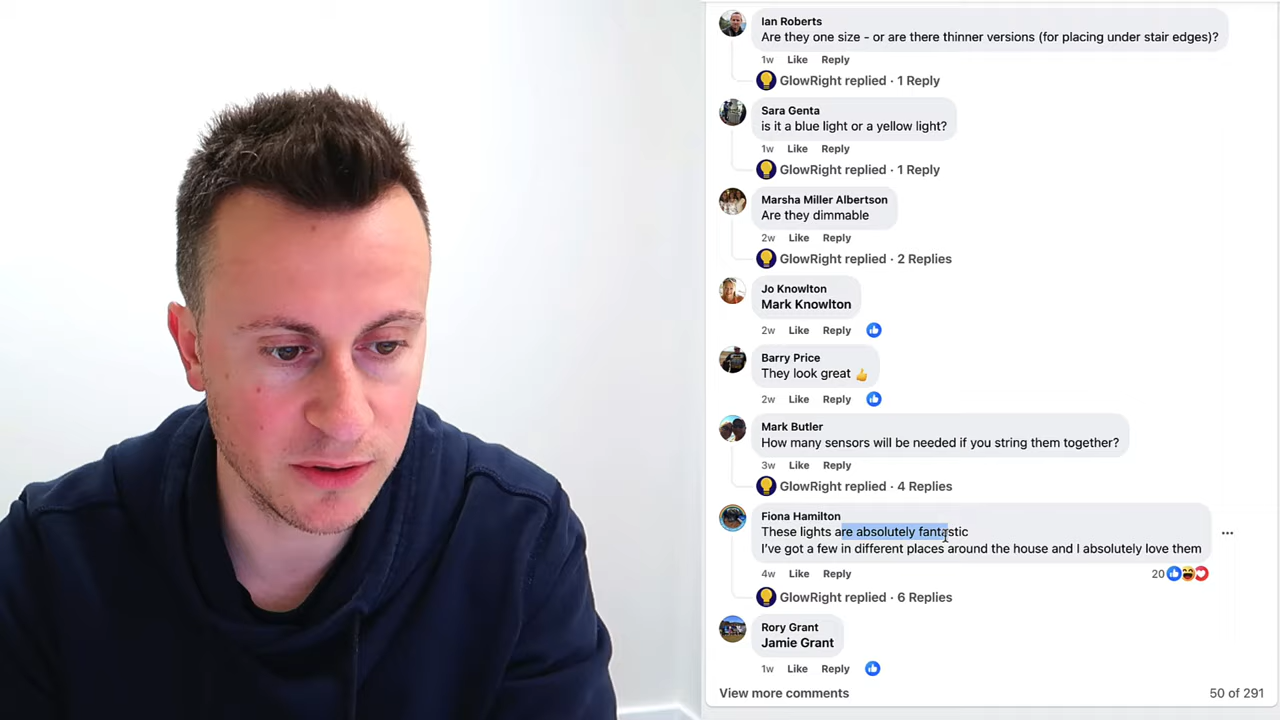 Ian Roberts
Are they one size - or are there thinner versions (for placing under stair edges)?
1w Like Reply
GlowRight replied · 1 Reply
Sara Genta
is it a blue light or a yellow light?
1w Like Reply
GlowRight replied · 1 Reply
Marsha Miller Albertson
Are they dimmable
2w Like Reply
GlowRight replied · 2 Replies
Jo Knowlton
Mark Knowlton
2w Like Reply
Barry Price
They look great 👍
2w Like Reply
Mark Butler
How many sensors will be needed if you string them together?
3w Like Reply
GlowRight replied · 4 Replies
Fiona Hamilton
These lights are absolutely fantastic
I've got a few in different places around the house and I absolutely love them
4w Like Reply 20
GlowRight replied · 6 Replies
Rory Grant
Jamie Grant
1w Like Reply
View more comments 50 of 291